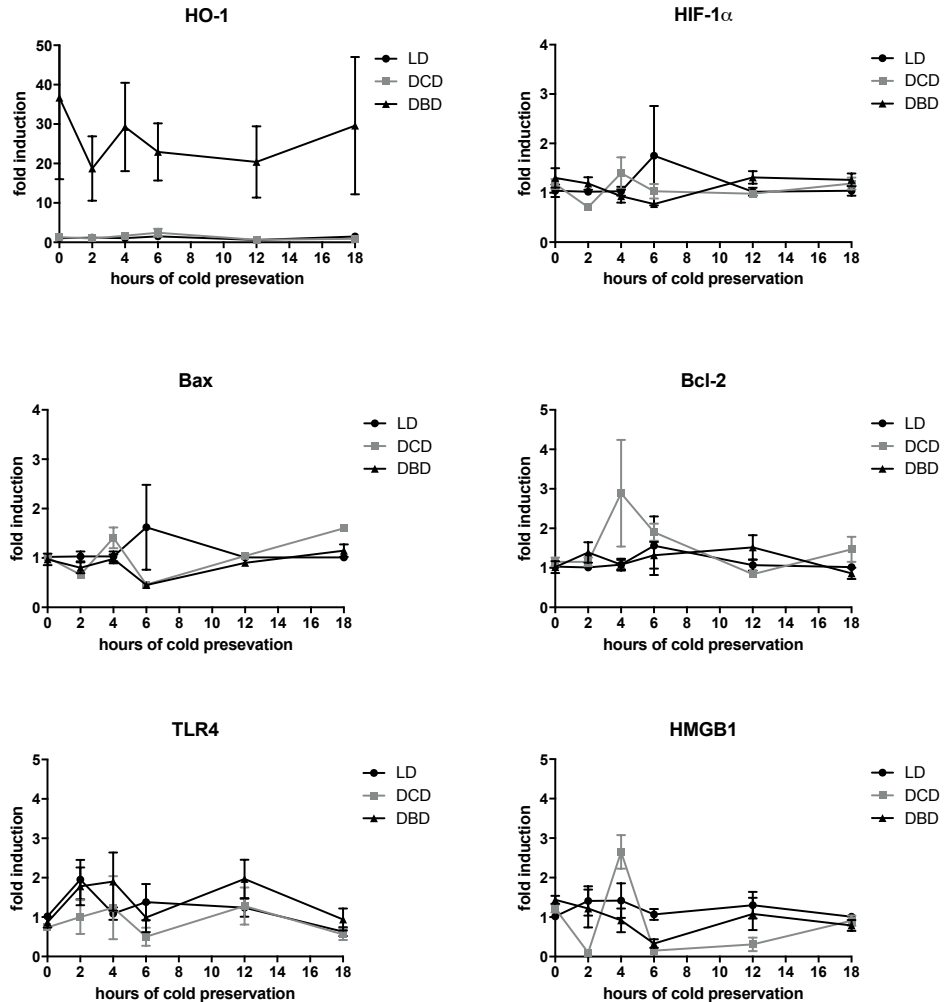 HO-1
50
40
30
20
10
0
fold induction
0 2 4 6 8 10 12 14 16 18
hours of cold presevation
LD
DCD
DBD
HIF-1α
4
3
2
1
0
fold induction
0 2 4 6 8 10 12 14 16 18
hours of cold presevation
LD
DCD
DBD
Bax
4
3
2
1
0
fold induction
0 2 4 6 8 10 12 14 16 18
hours of cold presevation
LD
DCD
DBD
Bcl-2
5
4
3
2
1
0
fold induction
0 2 4 6 8 10 12 14 16 18
hours of cold presevation
LD
DCD
DBD
TLR4
5
4
3
2
1
0
fold induction
0 2 4 6 8 10 12 14 16 18
hours of cold preservation
LD
DCD
DBD
HMGB1
5
4
3
2
1
0
fold induction
0 2 4 6 8 10 12 14 16 18
hours of cold preservation
LD
DCD
DBD